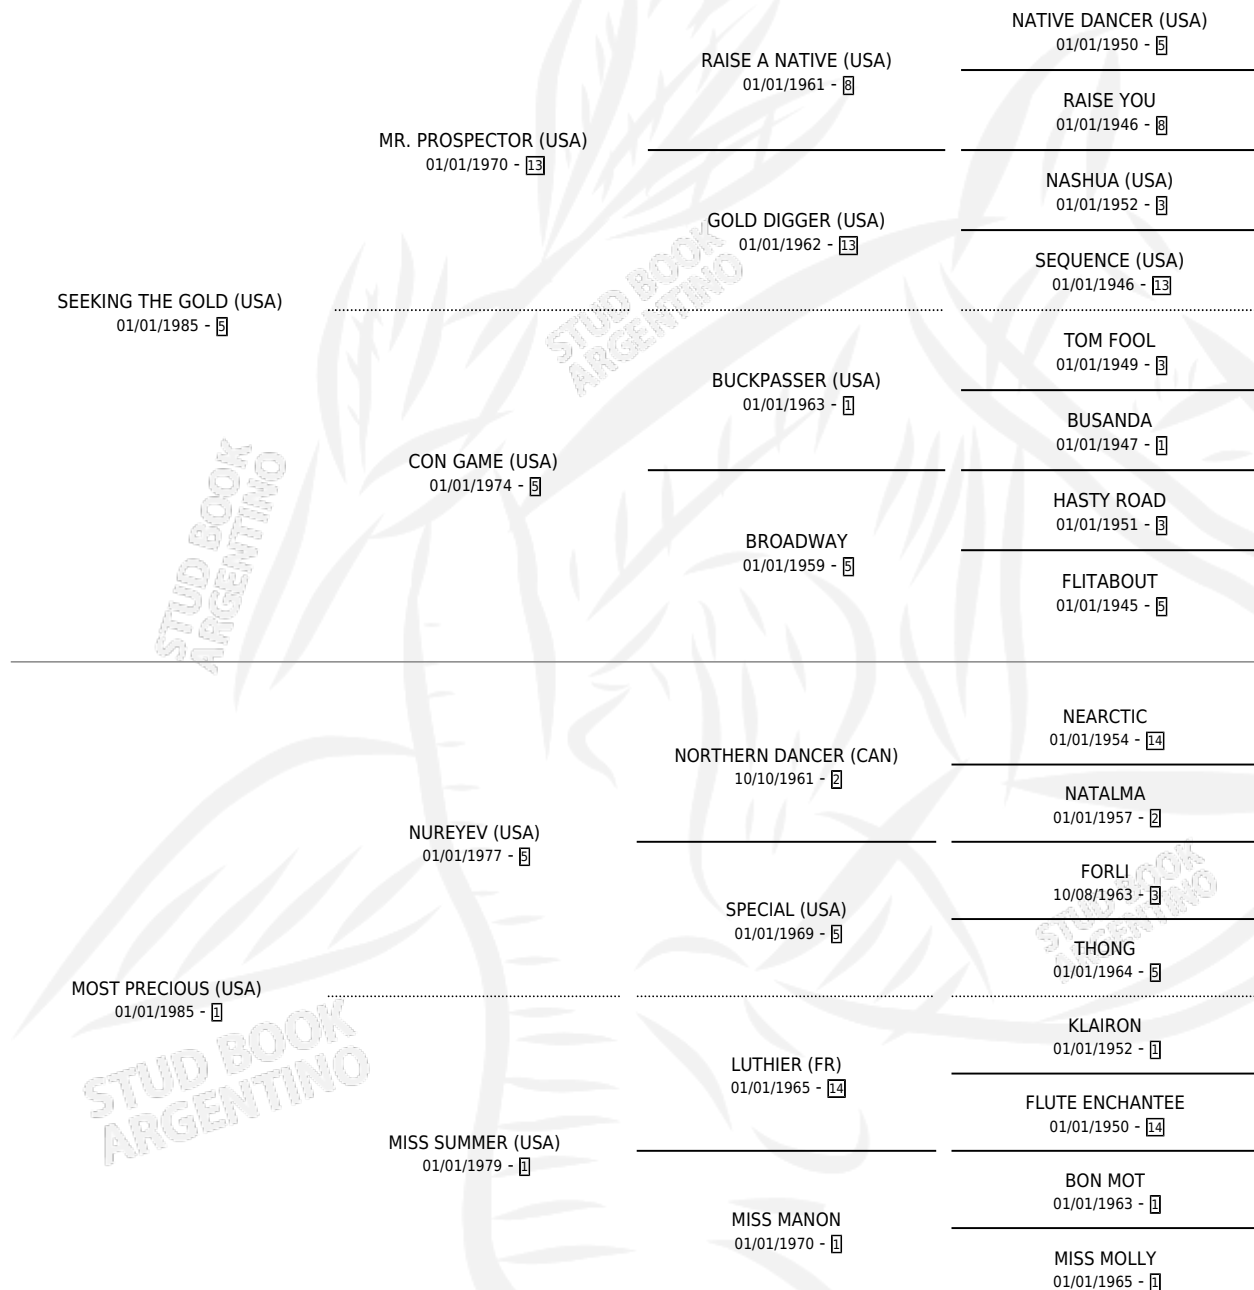 NATIVE DANCER (USA)
01/01/1950 - 5
RAISE A NATIVE (USA)
01/01/1961 - 8
RAISE YOU
01/01/1946 - 8
MR. PROSPECTOR (USA)
01/01/1970 - 13
NASHUA (USA)
01/01/1952 - 3
GOLD DIGGER (USA)
01/01/1962 - 13
SEQUENCE (USA)
01/01/1946 - 13
SEEKING THE GOLD (USA)
01/01/1985 - 5
STUD BOOK
ARGENTINO
TOM FOOL
01/01/1949 - 3
BUCKPASSER (USA)
01/01/1963 - 1
BUSANDA
01/01/1947 - 1
CON GAME (USA)
01/01/1974 - 5
HASTY ROAD
01/01/1951 - 3
BROADWAY
01/01/1959 - 5
FLITABOUT
01/01/1945 - 5
STUD BOOK
ARGENTINO
NEARCTIC
01/01/1954 - 14
NORTHERN DANCER (CAN)
10/10/1961 - 2
NATALMA
01/01/1957 - 2
NUREYEV (USA)
01/01/1977 - 5
FORLI
10/08/1963 - 3
SPECIAL (USA)
01/01/1969 - 5
THONG
01/01/1964 - 5
STUD BOOK
ARGENTINO
MOST PRECIOUS (USA)
01/01/1985 - 1
KLAIRON
01/01/1952 - 1
LUTHIER (FR)
01/01/1965 - 14
FLUTE ENCHANTEE
01/01/1950 - 14
STUD BOOK
ARGENTINO
MISS SUMMER (USA)
01/01/1979 - 1
BON MOT
01/01/1963 - 1
MISS MANON
01/01/1970 - 1
MISS MOLLY
01/01/1965 - 1